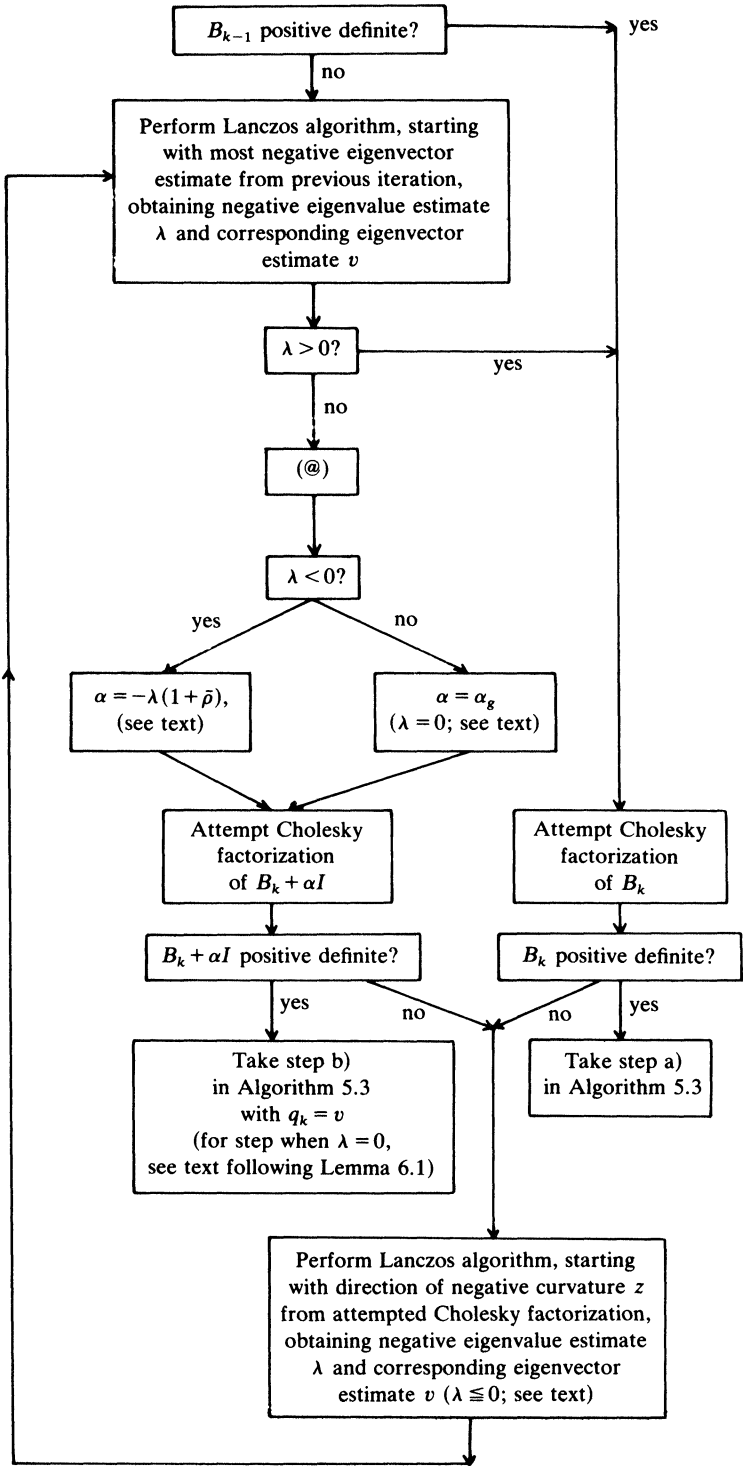 B_{k−1} positive definite?
yes
no
Perform Lanczos algorithm, starting
with most negative eigenvector
estimate from previous iteration,
obtaining negative eigenvalue estimate
λ and corresponding eigenvector
estimate v
λ > 0?
yes
no
(@)
λ < 0?
yes
no
α = −λ(1 + ρ̄),
(see text)
α = α_g
(λ = 0; see text)
Attempt Cholesky
factorization
of B_k + αI
Attempt Cholesky
factorization
of B_k
B_k + αI positive definite?
B_k positive definite?
yes
no
no
yes
Take step b)
in Algorithm 5.3
with q_k = v
(for step when λ = 0,
see text following Lemma 6.1)
Take step a)
in Algorithm 5.3
Perform Lanczos algorithm, starting
with direction of negative curvature z
from attempted Cholesky factorization,
obtaining negative eigenvalue estimate
λ and corresponding eigenvector
estimate v (λ ≦ 0; see text)